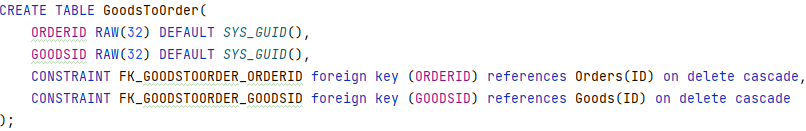 CREATE TABLE GoodsToOrder(
    ORDERID RAW(32) DEFAULT SYS_GUID(),
    GOODSID RAW(32) DEFAULT SYS_GUID(),
    CONSTRAINT FK_GOODSTOORDER_ORDERID foreign key (ORDERID) references Orders(ID) on delete cascade,
    CONSTRAINT FK_GOODSTOORDER_GOODSID foreign key (GOODSID) references Goods(ID) on delete cascade
);